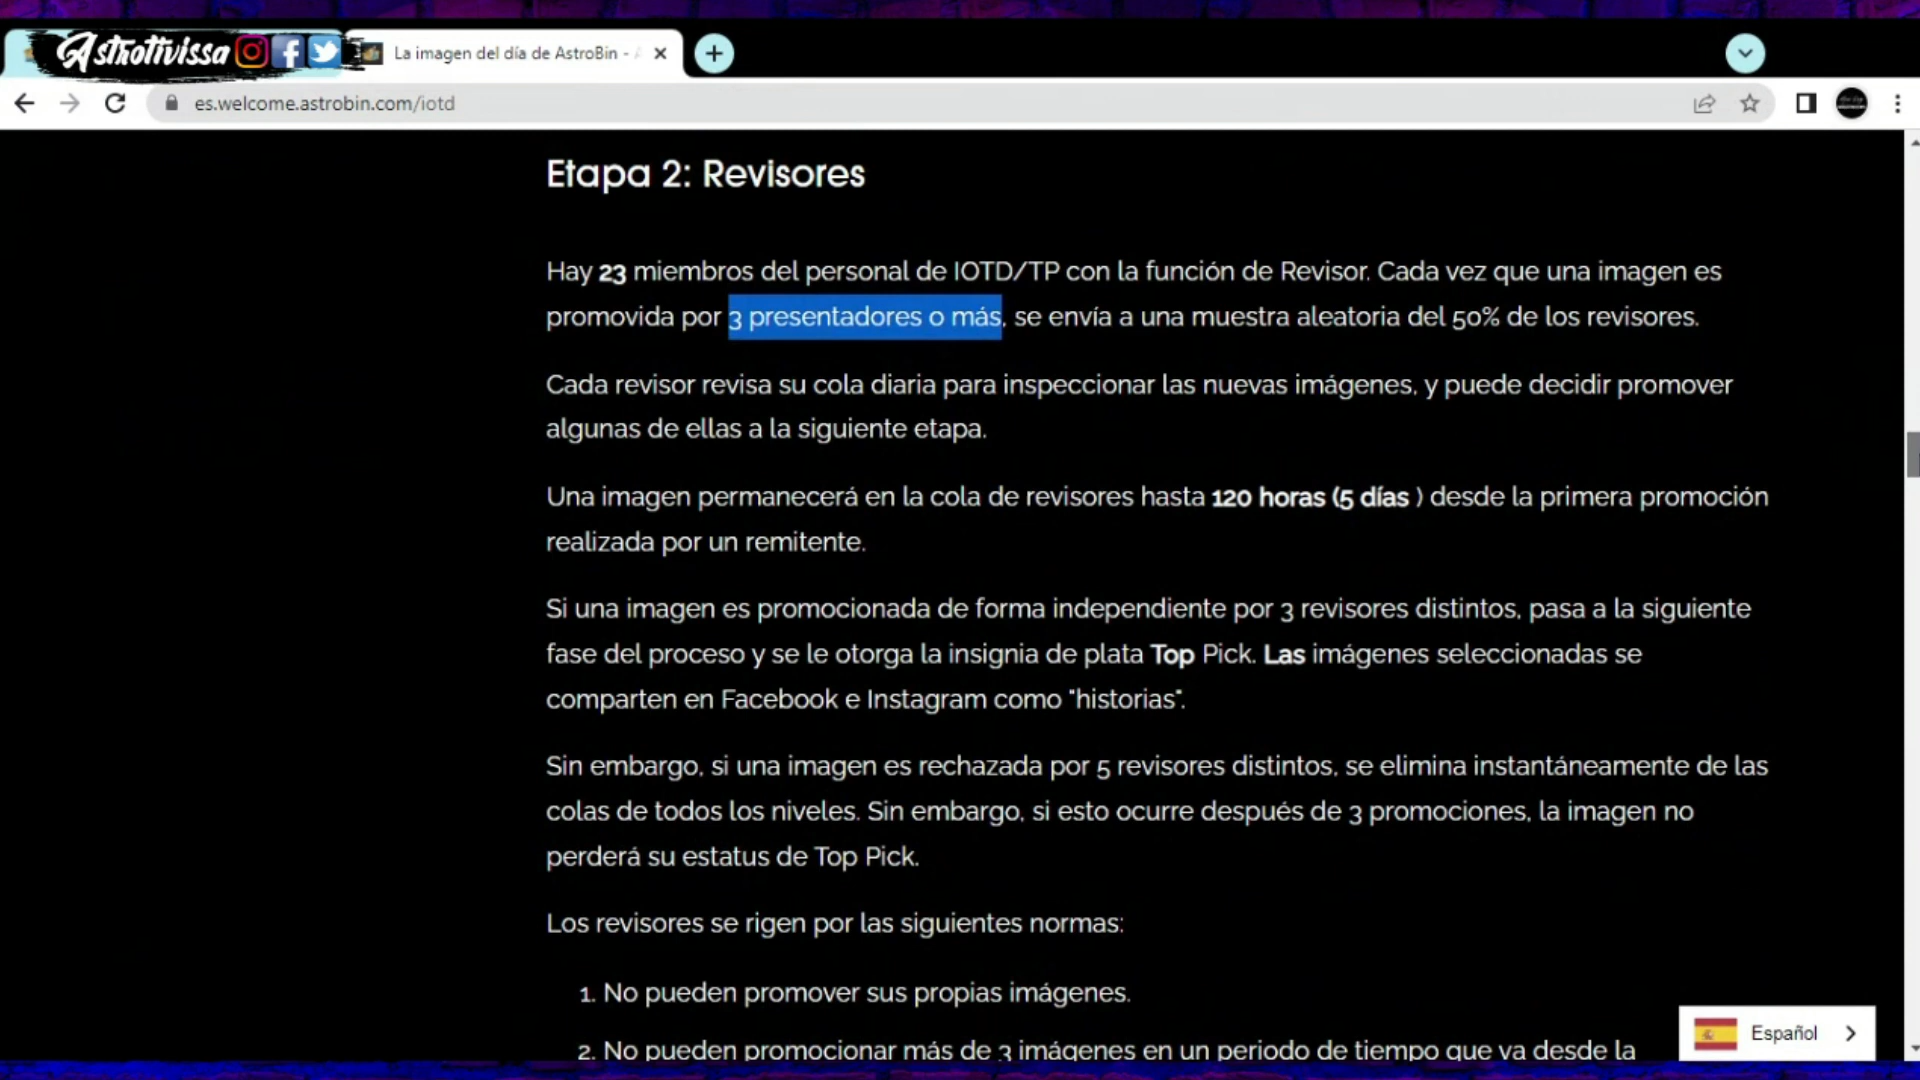 Astrotivissa
La imagen del día de AstroBin -
es.welcome.astrobin.com/iotd
Etapa 2: Revisores
Hay 23 miembros del personal de IOTD/TP con la función de Revisor. Cada vez que una imagen es
promovida por 3 presentadores o más, se envía a una muestra aleatoria del 50% de los revisores.
Cada revisor revisa su cola diaria para inspeccionar las nuevas imágenes, y puede decidir promover
algunas de ellas a la siguiente etapa.
Una imagen permanecerá en la cola de revisores hasta 120 horas (5 días ) desde la primera promoción
realizada por un remitente.
Si una imagen es promocionada de forma independiente por 3 revisores distintos, pasa a la siguiente
fase del proceso y se le otorga la insignia de plata Top Pick. Las imágenes seleccionadas se
comparten en Facebook e Instagram como "historias".
Sin embargo, si una imagen es rechazada por 5 revisores distintos, se elimina instantáneamente de las
colas de todos los niveles. Sin embargo, si esto ocurre después de 3 promociones, la imagen no
perderá su estatus de Top Pick.
Los revisores se rigen por las siguientes normas:
1. No pueden promover sus propias imágenes.
2. No pueden promocionar más de 3 imágenes en un periodo de tiempo que va desde la
Español